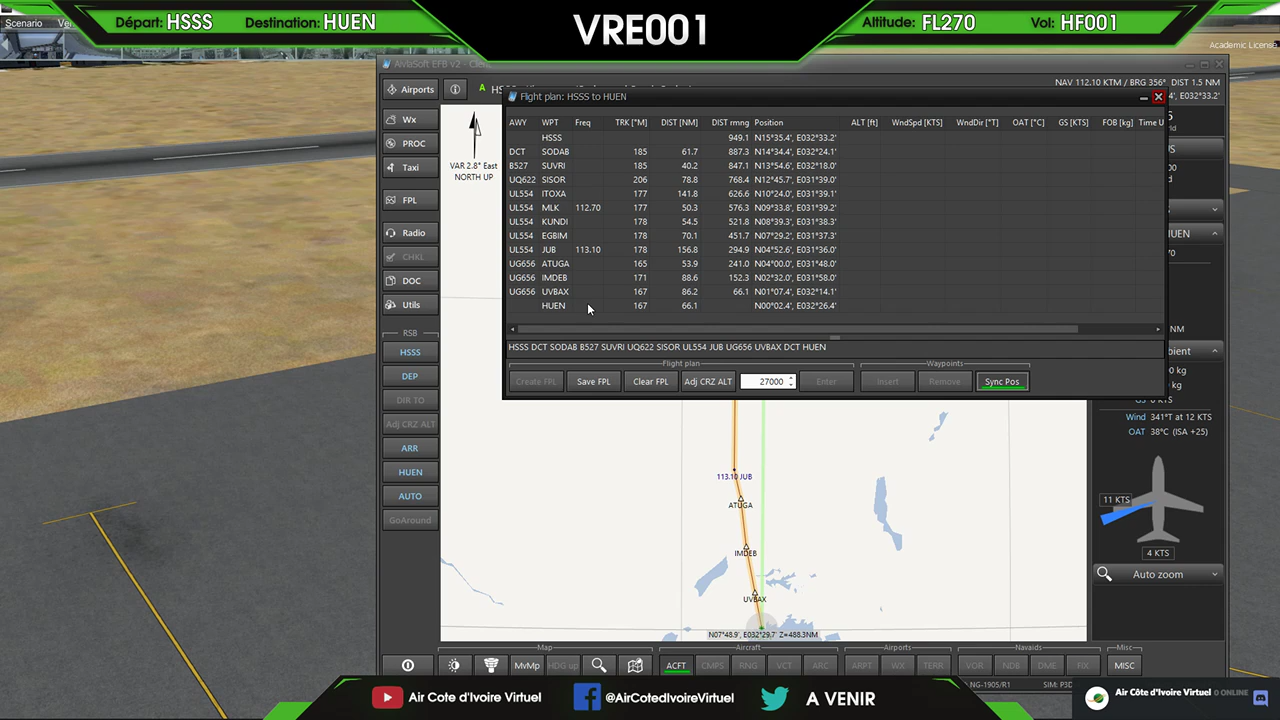 Départ: HSSS Destination: HUEN
VRE001
Altitude: FL270 Vol: HF001
Scenario
Academic License
AivlaSoft EFB v2 -
Airports
NAV 112.10 KTM / BRG 356° DIST 1.5 NM
E032°33.2'
Flight plan: HSSS to HUEN
AWY WPT Freq TRK [°M] DIST [NM] DIST rmng Position ALT [ft] WndSpd [KTS] WndDir [°T] OAT [°C] GS [KTS] FOB [kg] Time U
HSSS 949.1 N15°35.4', E032°33.2'
DCT SODAB 185 61.7 887.3 N14°34.4', E032°24.1'
B527 SUVRI 185 40.2 847.1 N13°54.6', E032°18.0'
UQ622 SISOR 206 78.8 768.4 N12°45.7', E031°39.0'
UL554 ITOXA 177 141.8 626.6 N10°24.0', E031°39.1'
UL554 MLK 112.70 177 50.3 576.3 N09°33.8', E031°39.2'
UL554 KUNDI 178 54.5 521.8 N08°39.3', E031°38.3'
UL554 EGBIM 178 70.1 451.7 N07°29.2', E031°37.3'
UL554 JUB 113.10 178 156.8 294.9 N04°52.6', E031°36.0'
UG656 ATUGA 165 53.9 241.0 N04°00.0', E031°48.0'
UG656 IMDEB 171 88.6 152.3 N02°32.0', E031°58.0'
UG656 UVBAX 167 86.2 66.1 N01°07.4', E032°14.1'
HUEN 167 66.1 N00°02.4', E032°26.4'
HSSS DCT SODAB B527 SUVRI UQ622 SISOR UL554 JUB UG656 UVBAX DCT HUEN
Flight plan Waypoints
Create FPL Save FPL Clear FPL Adj CRZ ALT 27000 Enter Insert Remove Sync Pos
Wx
PROC
Taxi
FPL
Radio
CHKL
DOC
Utils
RSB
HSSS
DEP
DIR TO
Adj CRZ ALT
ARR
HUEN
AUTO
GoAround
VAR 2.8° East
NORTH UP
HUEN
NM
kg
kg
Wind 341°T at 12 KTS
OAT 38°C (ISA +25)
11 KTS
4 KTS
Auto zoom
113.10 JUB
ATUGA
IMDEB
UVBAX
N07°48.9', E032°29.7' Z=488.3NM
Map Aircraft Airports Navaids Misc
MvMp HDG up ACFT CMPS RNG VCT ARC ARPT WX TERR VOR NDB DME FIX MISC
NG-1905/R1 SIM: P3D
Air Cote d'Ivoire Virtuel @AirCotedIvoireVirtuel A VENIR
Air Côte d'Ivoire Virtuel 0 ONLINE